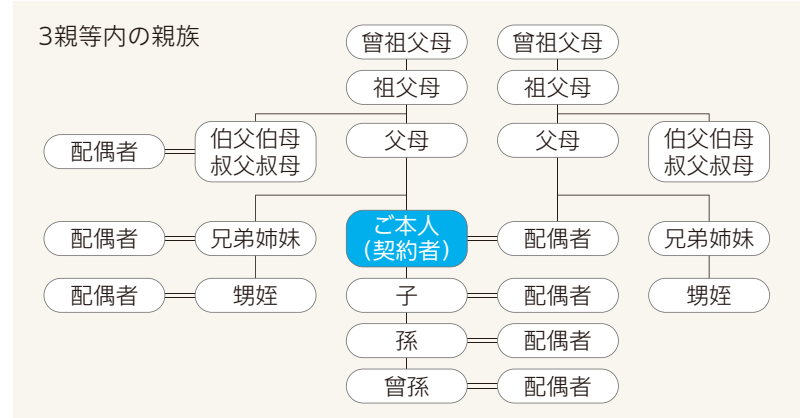 3親等内の親族
曾祖父母
曾祖父母
祖父母
祖父母
配偶者
伯父伯母
叔父叔母
父母
父母
伯父伯母
叔父叔母
配偶者
兄弟姉妹
ご本人
（契約者）
配偶者
兄弟姉妹
配偶者
甥姪
子
配偶者
甥姪
孫
配偶者
曾孫
配偶者